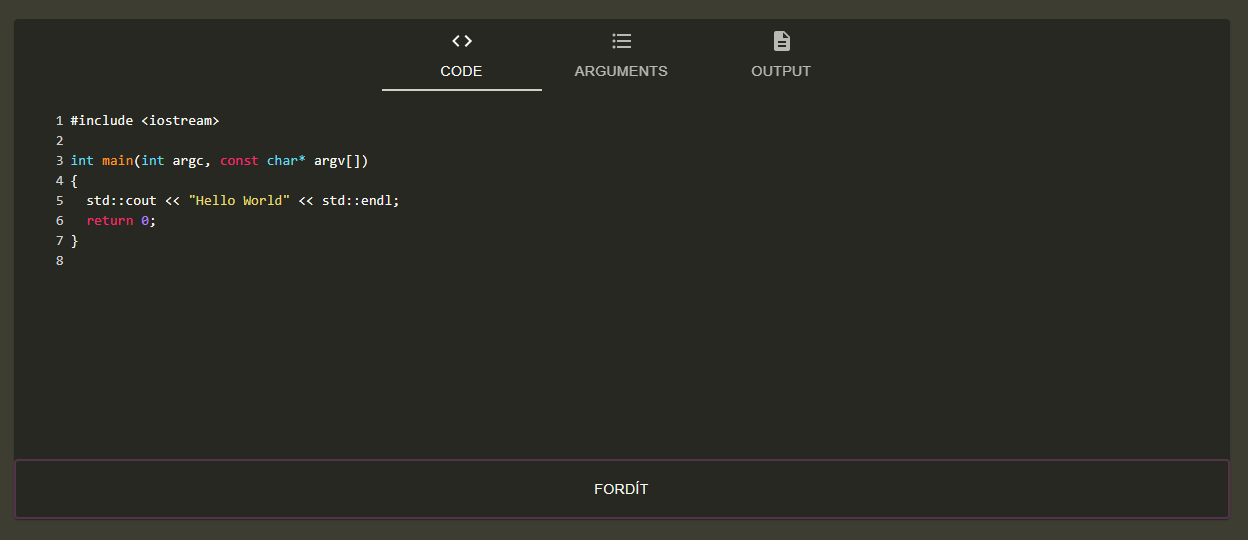 CODE
ARGUMENTS
OUTPUT
1 #include <iostream>
2
3 int main(int argc, const char* argv[])
4 {
5   std::cout << "Hello World" << std::endl;
6   return 0;
7 }
8
FORDÍT